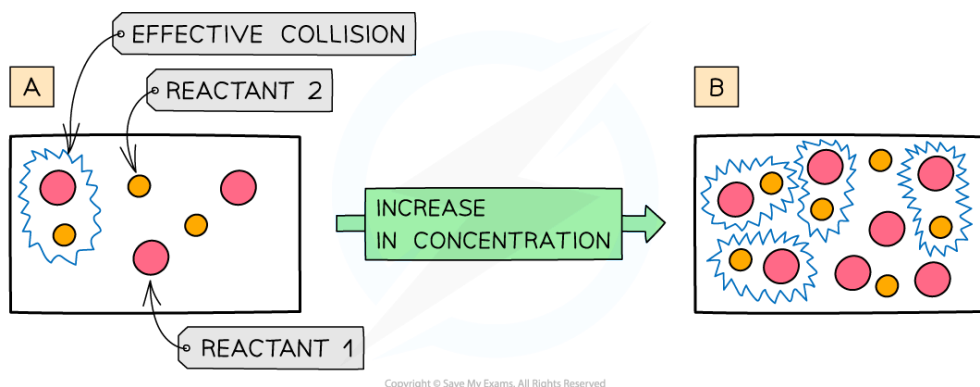 EFFECTIVE COLLISION
A
REACTANT 2
B
INCREASE
IN CONCENTRATION
REACTANT 1
Copyright © Save My Exams. All Rights Reserved